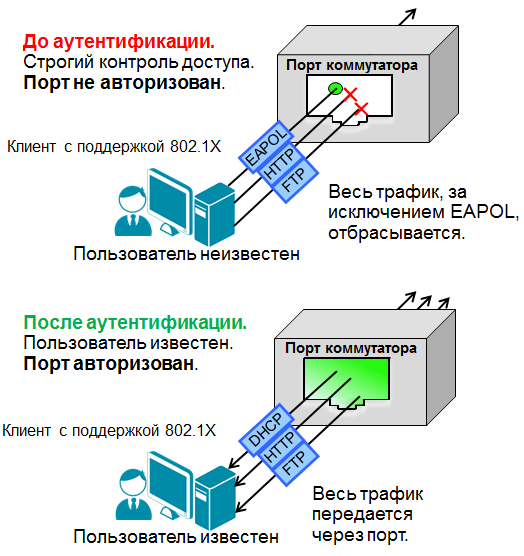 До аутентификации.
Строгий контроль доступа.
Порт не авторизован.
Порт коммутатора
Клиент с поддержкой 802.1X
EAPOL
HTTP
FTP
Весь трафик, за
исключением EAPOL,
отбрасывается.
Пользователь неизвестен
После аутентификации.
Пользователь известен.
Порт авторизован.
Порт коммутатора
Клиент с поддержкой 802.1X
DHCP
HTTP
FTP
Весь трафик
передается
через порт.
Пользователь известен